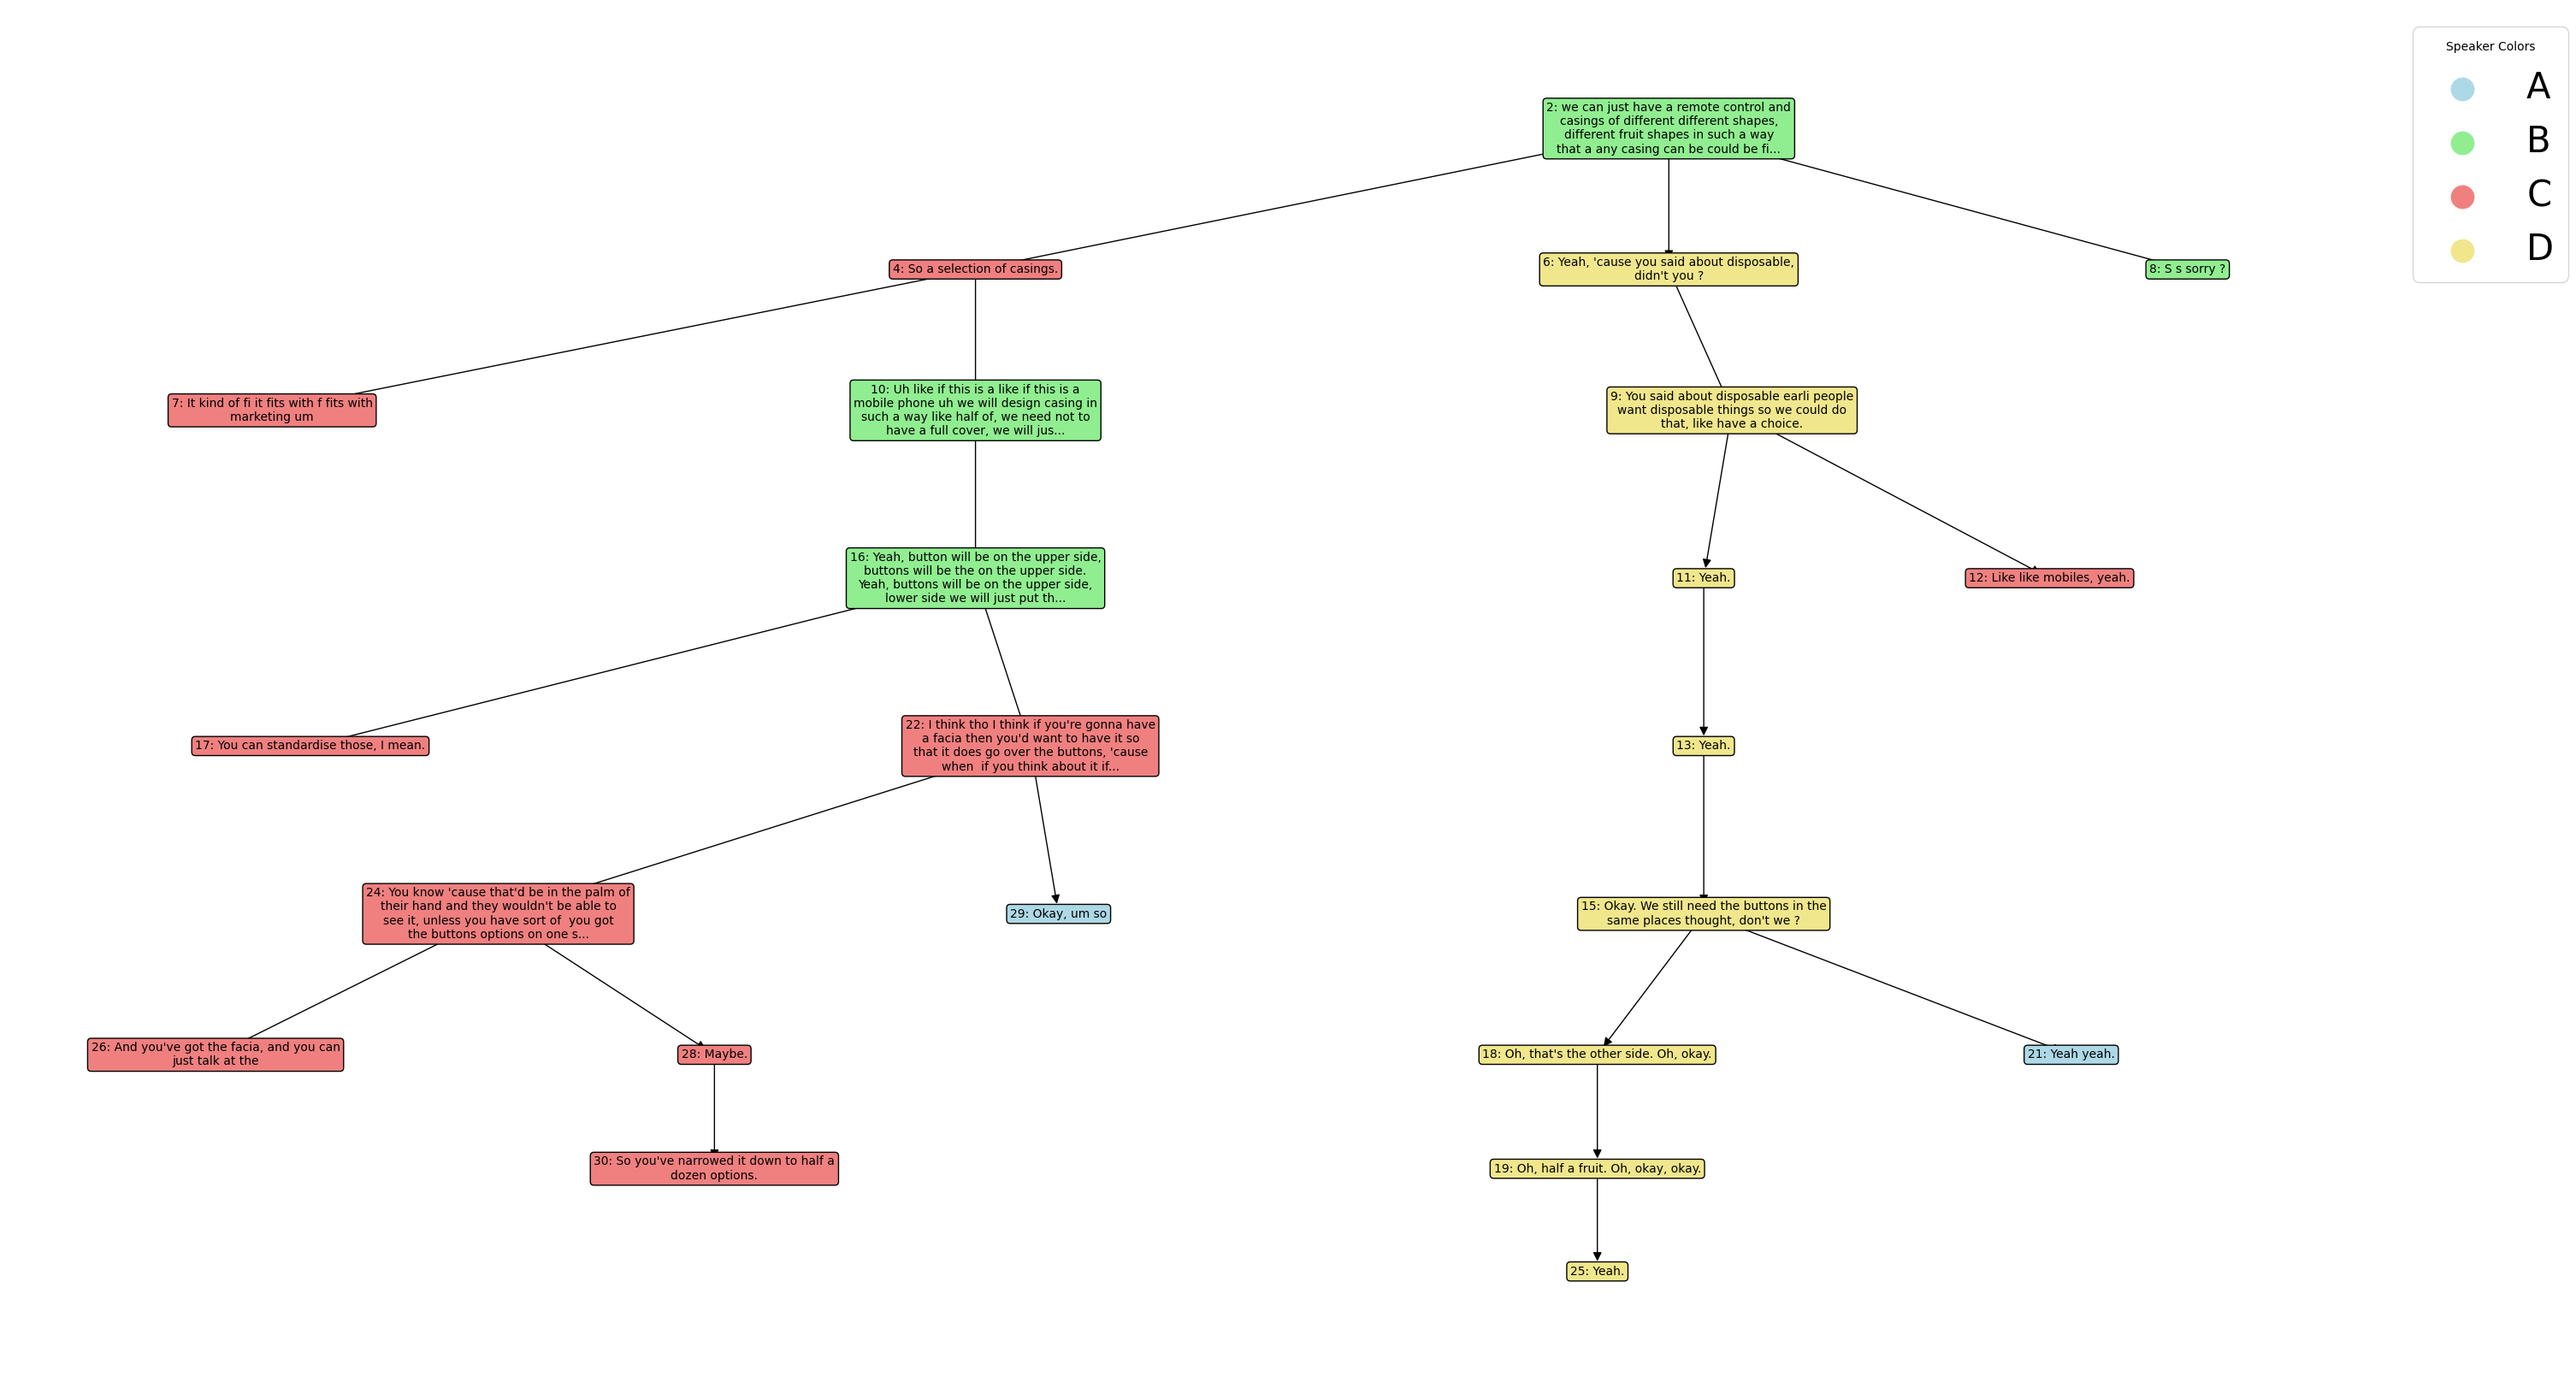 Speaker Colors
A
B
C
D
2: we can just have a remote control and
casings of different different shapes,
different fruit shapes in such a way
that a any casing can be could be fi...
4: So a selection of casings.
6: Yeah, 'cause you said about disposable,
didn't you ?
8: S s sorry ?
7: It kind of fi it fits with f fits with
marketing um
10: Uh like if this is a like if this is a
mobile phone uh we will design casing in
such a way like half of, we need not to
have a full cover, we will jus...
9: You said about disposable earli people
want disposable things so we could do
that, like have a choice.
16: Yeah, button will be on the upper side,
buttons will be the on the upper side.
Yeah, buttons will be on the upper side,
lower side we will just put th...
11: Yeah.
12: Like like mobiles, yeah.
17: You can standardise those, I mean.
22: I think tho I think if you're gonna have
a facia then you'd want to have it so
that it does go over the buttons, 'cause
when  if you think about it if...
13: Yeah.
24: You know 'cause that'd be in the palm of
their hand and they wouldn't be able to
see it, unless you have sort of  you got
the buttons options on one s...
29: Okay, um so
15: Okay. We still need the buttons in the
same places thought, don't we ?
26: And you've got the facia, and you can
just talk at the
28: Maybe.
18: Oh, that's the other side. Oh, okay.
21: Yeah yeah.
30: So you've narrowed it down to half a
dozen options.
19: Oh, half a fruit. Oh, okay, okay.
25: Yeah.